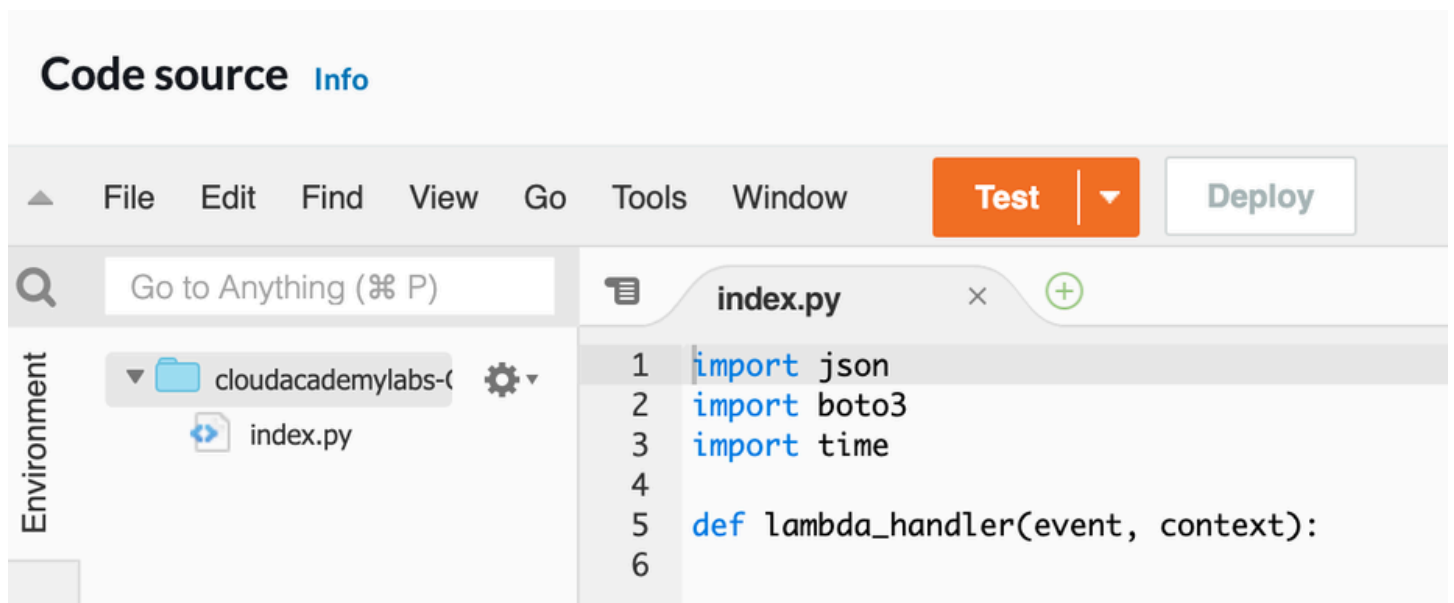 Code source Info
File Edit Find View Go Tools Window Test Deploy
Go to Anything (⌘ P)
index.py
Environment
cloudacademylabs-
index.py
1 import json
2 import boto3
3 import time
4
5 def lambda_handler(event, context):
6